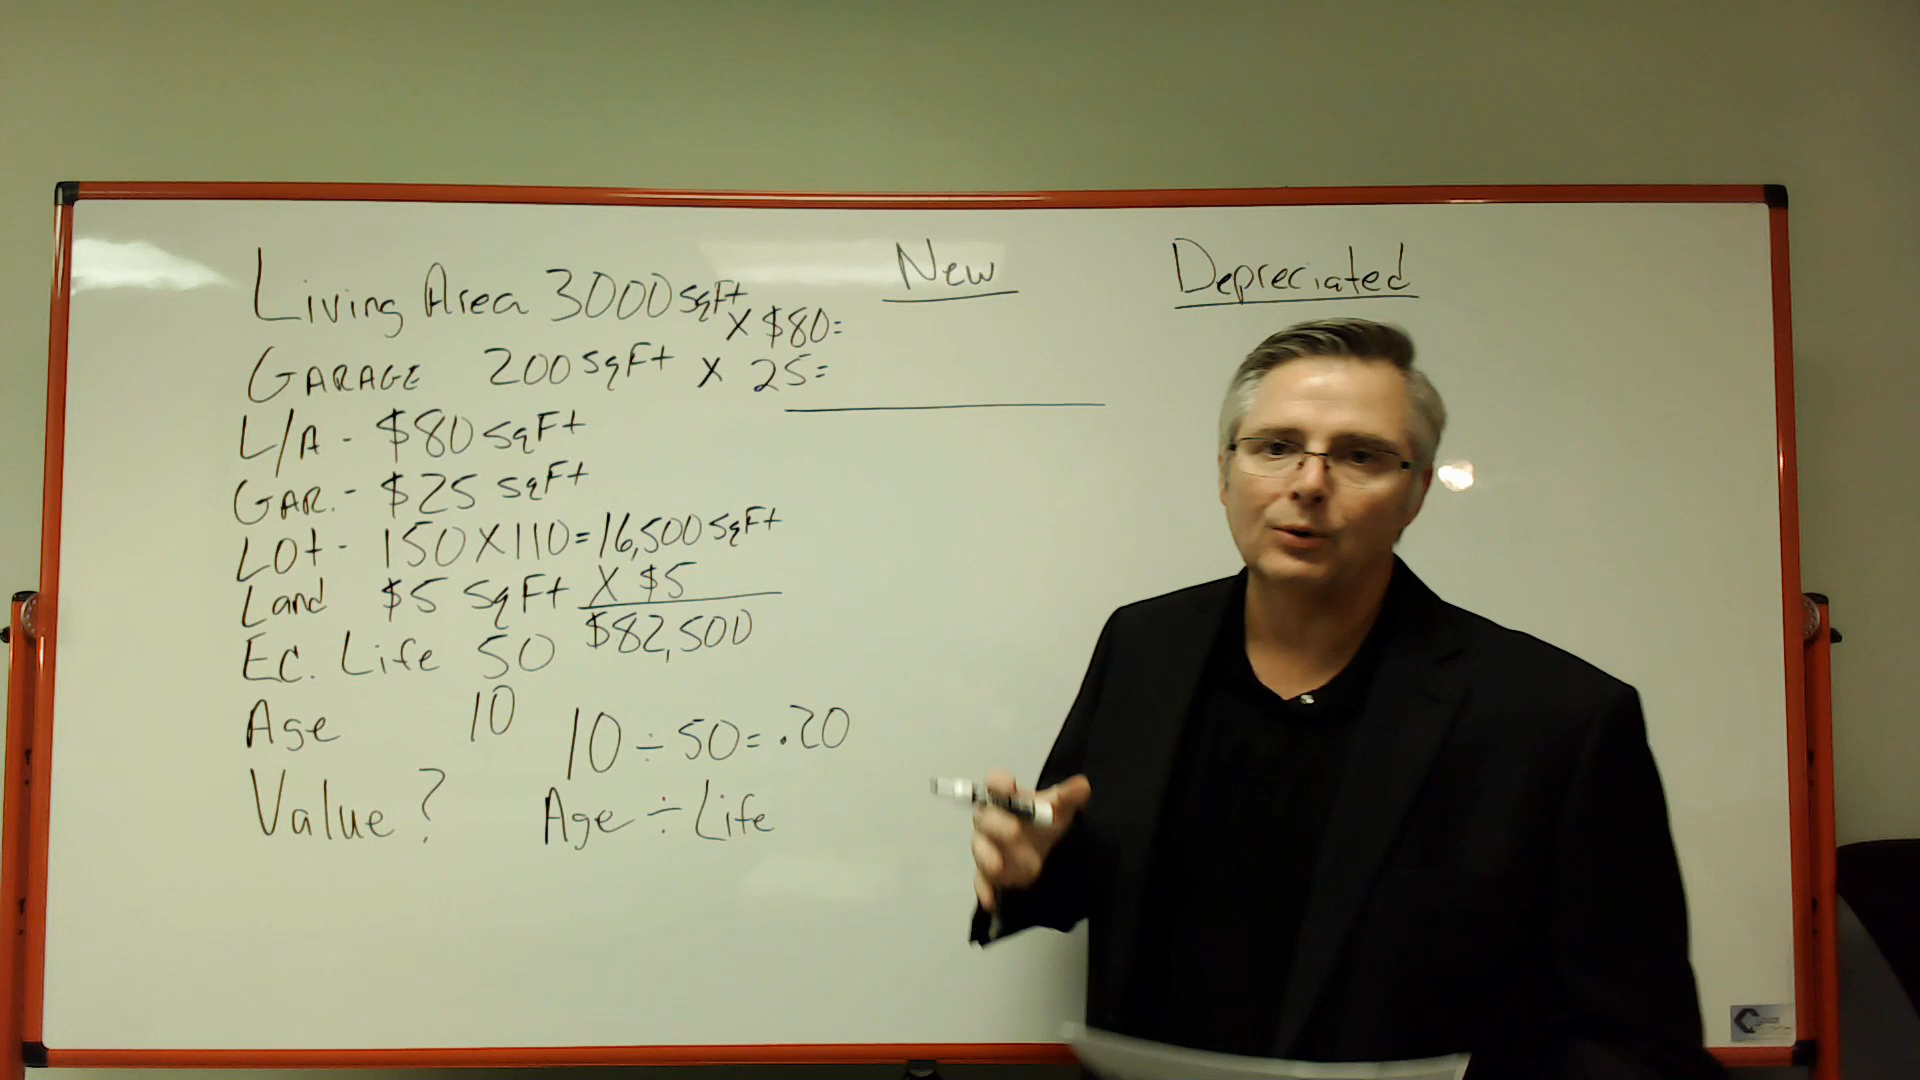 Living Area 3000 sqFt
x $80=
GARAGE 200 sqFt x 25=
L/A - $80 sqFt
GAR. - $25 sqFt
LOt - 150 X 110 = 16,500 sqFt
Land $5 sqFt X $5
$82,500
Ec. Life 50
Age 10
10 ÷ 50 = .20
Value? Age ÷ Life
New
Depreciated